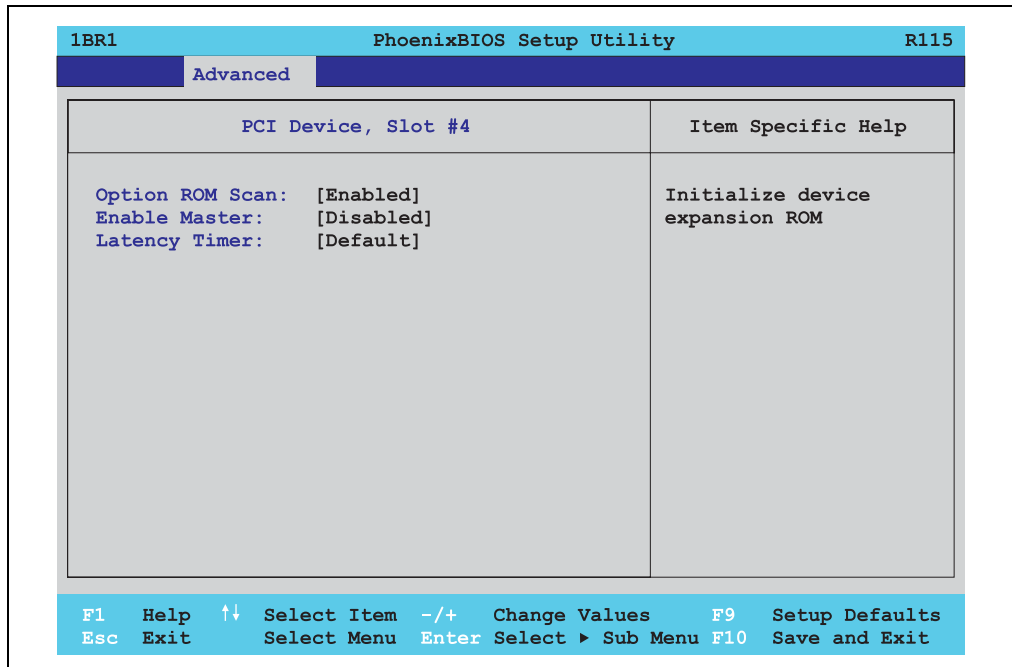 1BR1 PhoenixBIOS Setup Utility R115
Advanced
PCI Device, Slot #4
Item Specific Help
Option ROM Scan: [Enabled]
Enable Master: [Disabled]
Latency Timer: [Default]
Initialize device
expansion ROM
F1 Help ↑↓ Select Item -/+ Change Values F9 Setup Defaults
Esc Exit Select Menu Enter Select ▶ Sub Menu F10 Save and Exit